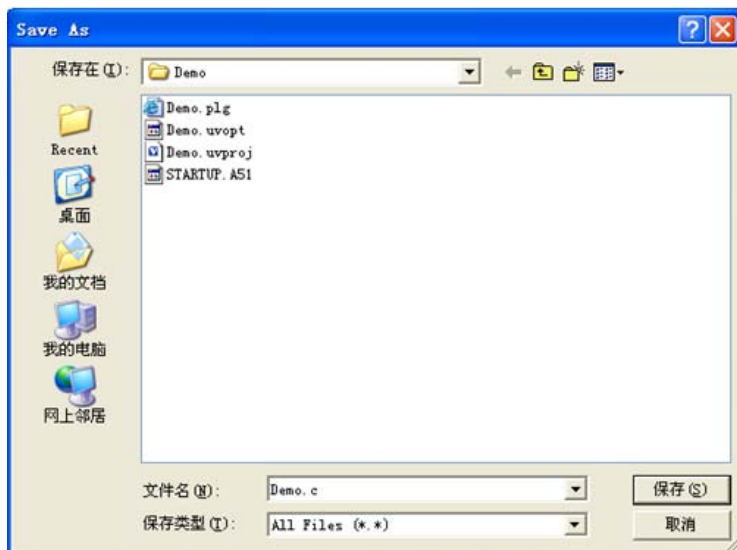 Save As
保存在(I):
Demo
Recent
桌面
我的文档
我的电脑
网上邻居
Demo.plg
Demo.uvopt
Demo.uvproj
STARTUP.A51
文件名(N):
Demo.c
保存(S)
保存类型(T):
All Files (*.*)
取消